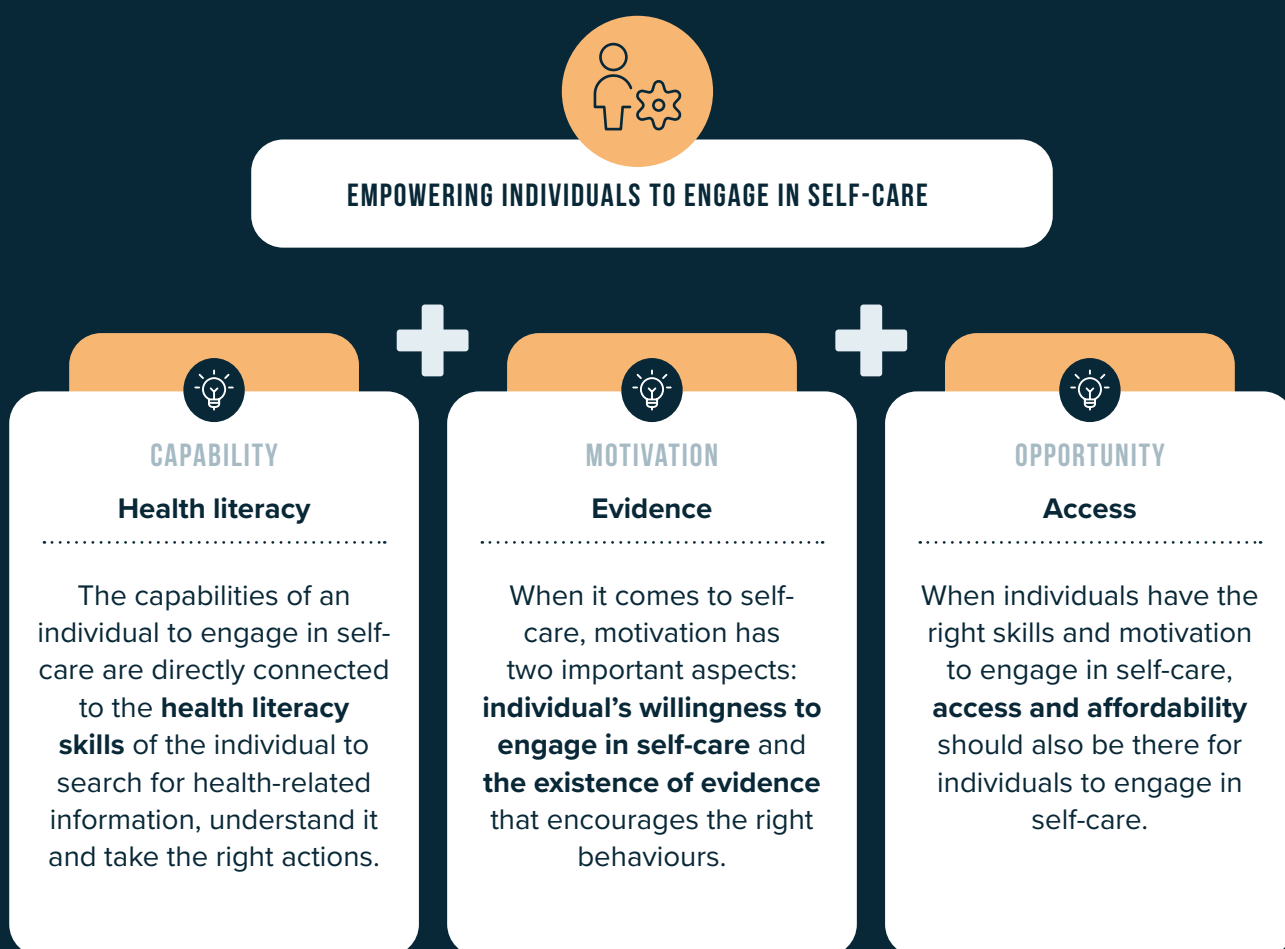 EMPOWERING INDIVIDUALS TO ENGAGE IN SELF-CARE
CAPABILITY
Health literacy
The capabilities of an
individual to engage in self-
care are directly connected
to the health literacy
skills of the individual to
search for health-related
information, understand it
and take the right actions.
MOTIVATION
Evidence
When it comes to self-
care, motivation has
two important aspects:
individual's willingness to
engage in self-care and
the existence of evidence
that encourages the right
behaviours.
OPPORTUNITY
Access
When individuals have the
right skills and motivation
to engage in self-care,
access and affordability
should also be there for
individuals to engage in
self-care.